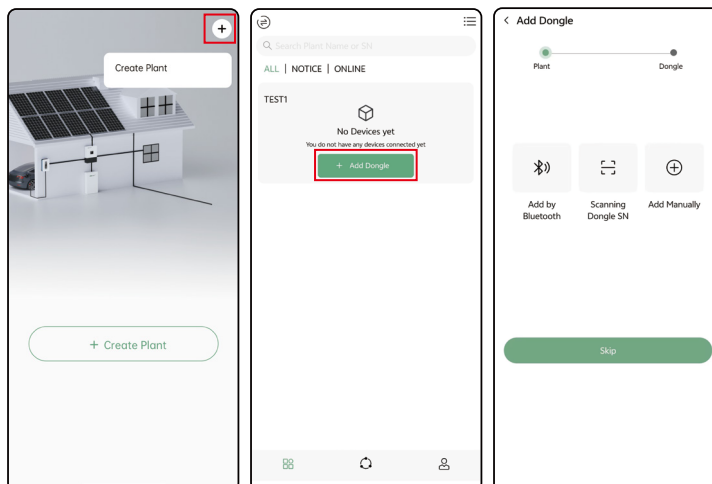 Create Plant
+ Create Plant
Search Plant Name or SN
ALL | NOTICE | ONLINE
TEST1
No Devices yet
You do not have any devices connected yet
+ Add Dongle
< Add Dongle
Plant
Dongle
Add by
Bluetooth
Scanning
Dongle SN
Add Manually
Skip